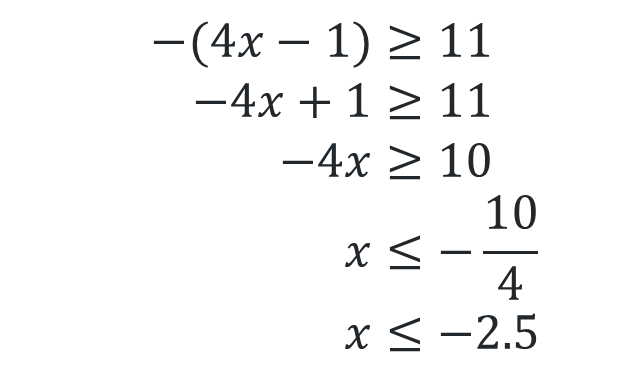 −(4x − 1) ≥ 11
−4x + 1 ≥ 11
−4x ≥ 10
x ≤ −10/4
x ≤ −2.5